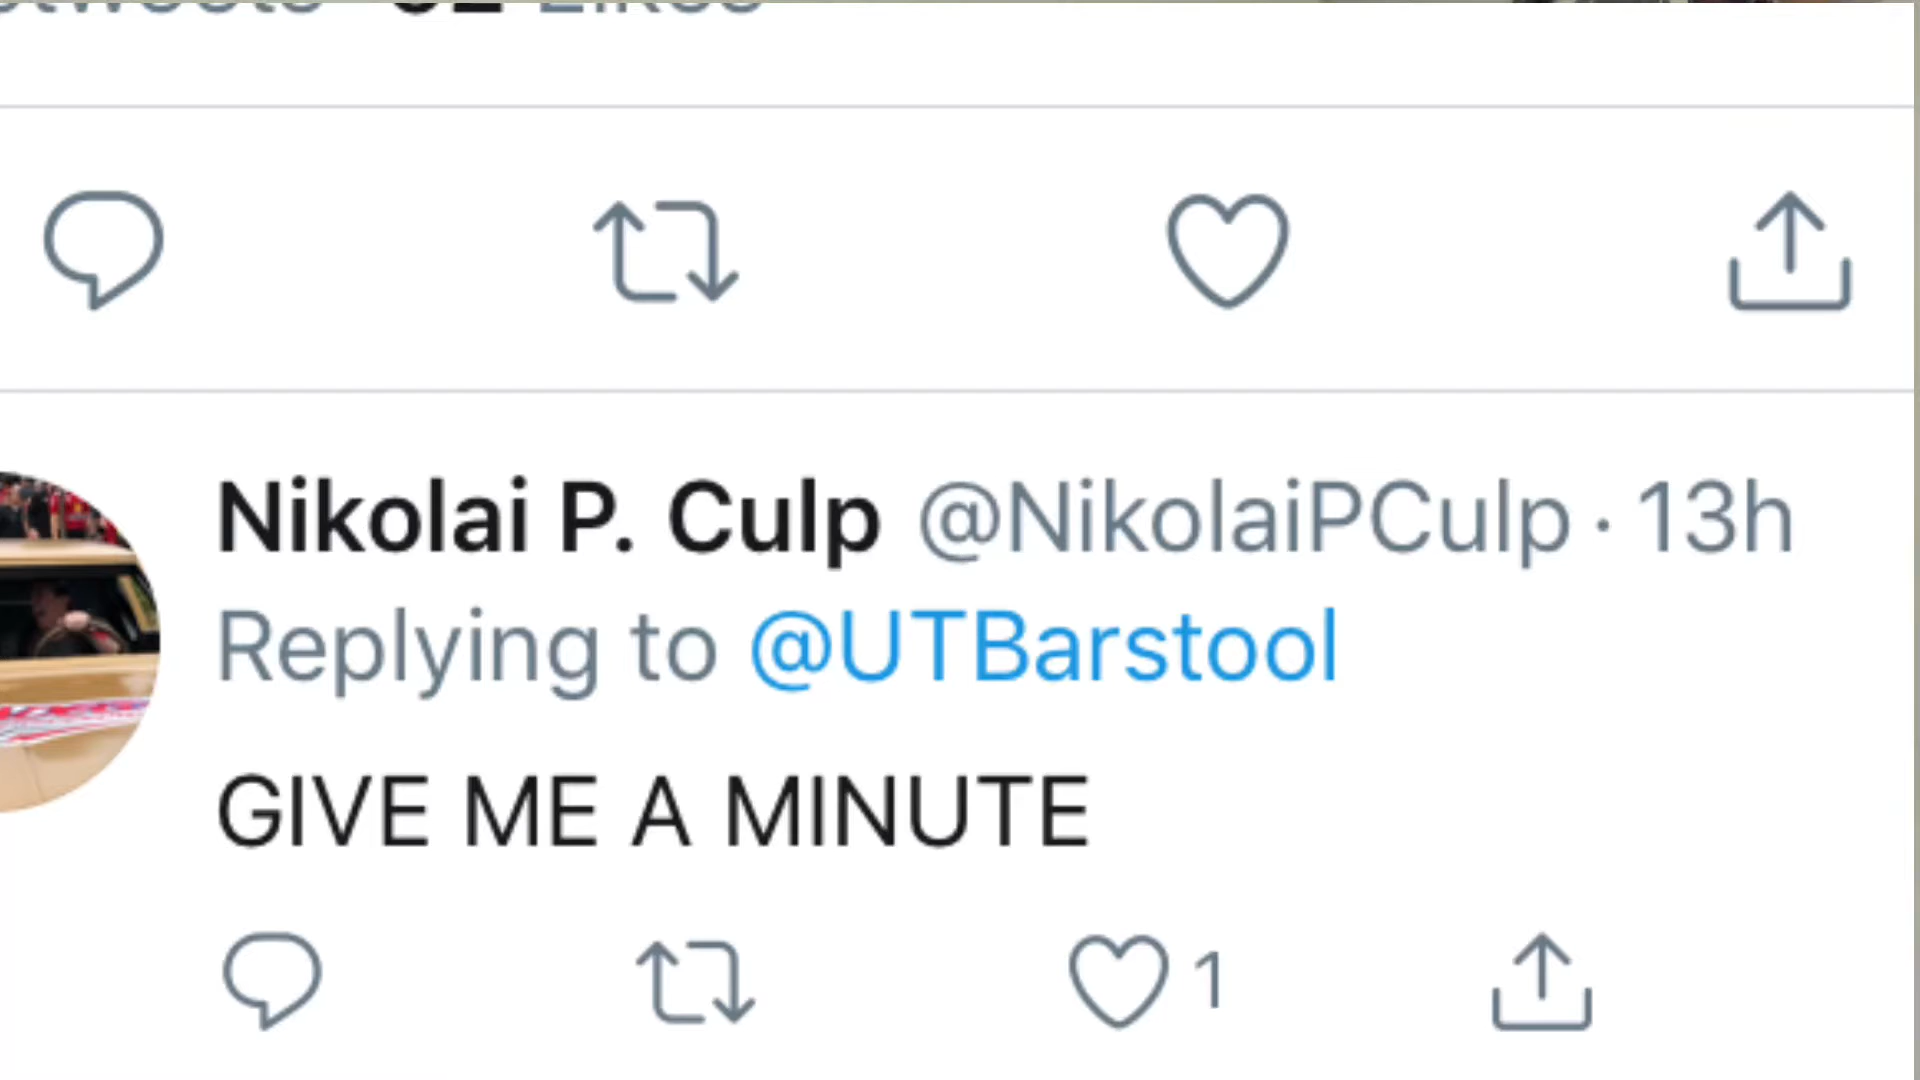 Nikolai P. Culp @NikolaiPCulp · 13h
Replying to @UTBarstool
GIVE ME A MINUTE
1